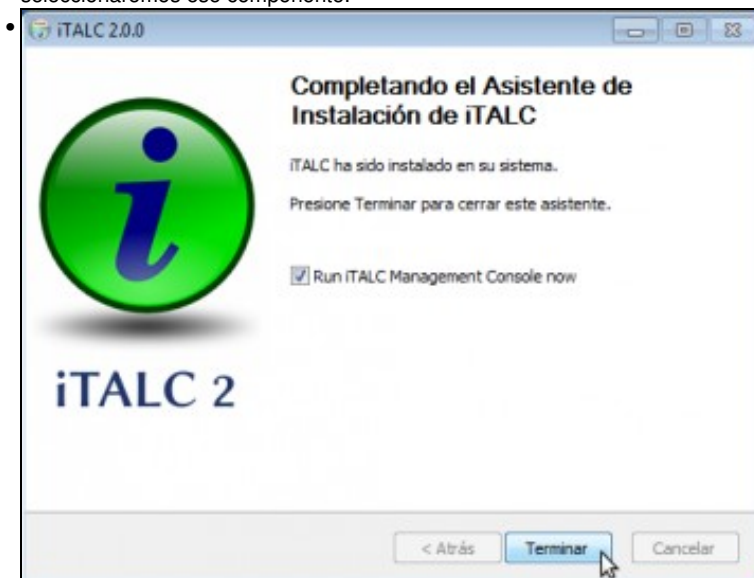 seleccionaremos ese componente.
iTALC 2.0.0
Completando el Asistente de
Instalación de iTALC
iTALC ha sido instalado en su sistema.
Presione Terminar para cerrar este asistente.
Run iTALC Management Console now
iTALC 2
< Atrás
Terminar
Cancelar